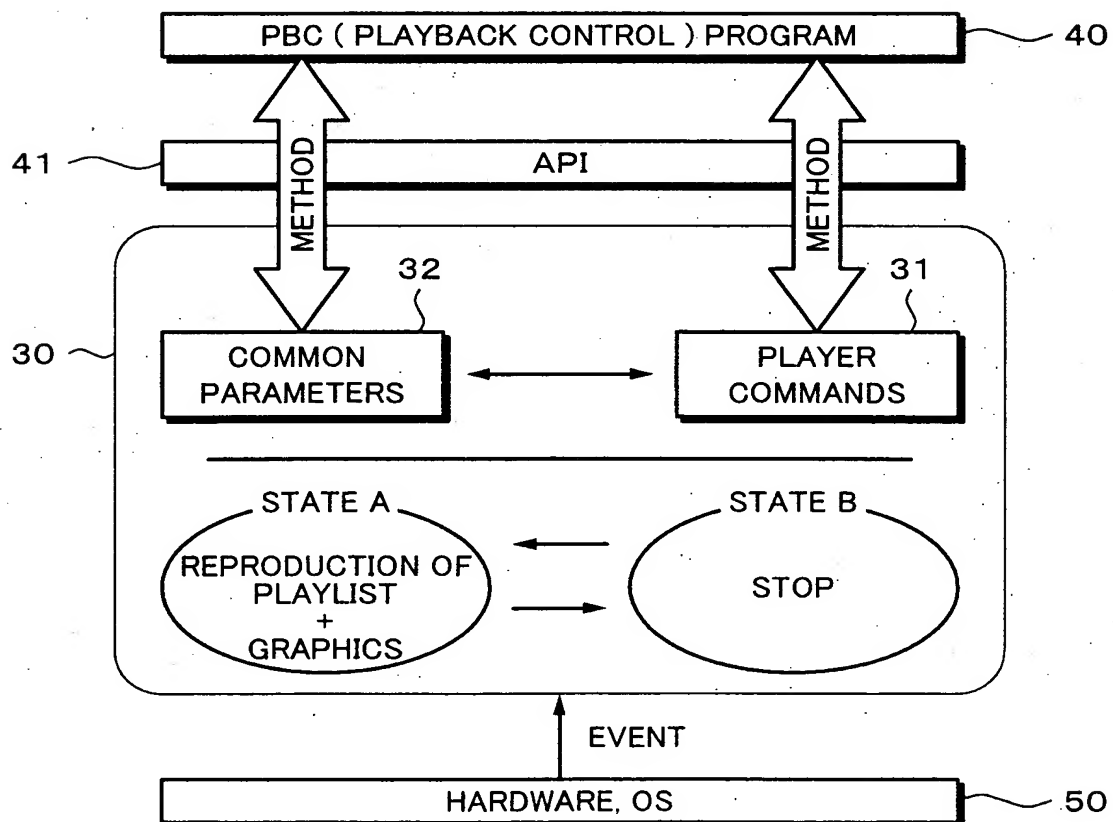 PBC ( PLAYBACK CONTROL ) PROGRAM
40
41
API
METHOD
METHOD
32
31
30
COMMON
PARAMETERS
PLAYER
COMMANDS
STATE A
STATE B
REPRODUCTION OF
PLAYLIST
+
GRAPHICS
STOP
EVENT
HARDWARE, OS
50